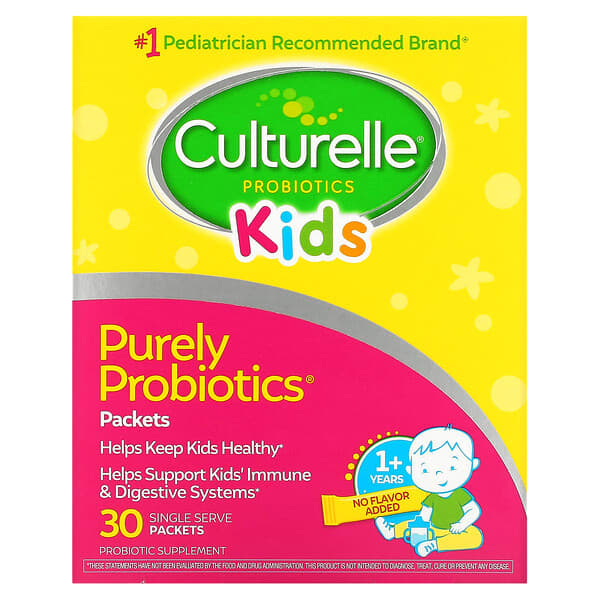 #1 Pediatrician Recommended Brand⁺
Culturelle®
PROBIOTICS
Kids
Purely
Probiotics®
Packets
Helps Keep Kids Healthy*
Helps Support Kids' Immune
& Digestive Systems*
30 SINGLE SERVE
PACKETS
PROBIOTIC SUPPLEMENT
1+
YEARS
NO FLAVOR
ADDED
*THESE STATEMENTS HAVE NOT BEEN EVALUATED BY THE FOOD AND DRUG ADMINISTRATION. THIS PRODUCT IS NOT INTENDED TO DIAGNOSE, TREAT, CURE OR PREVENT ANY DISEASE.